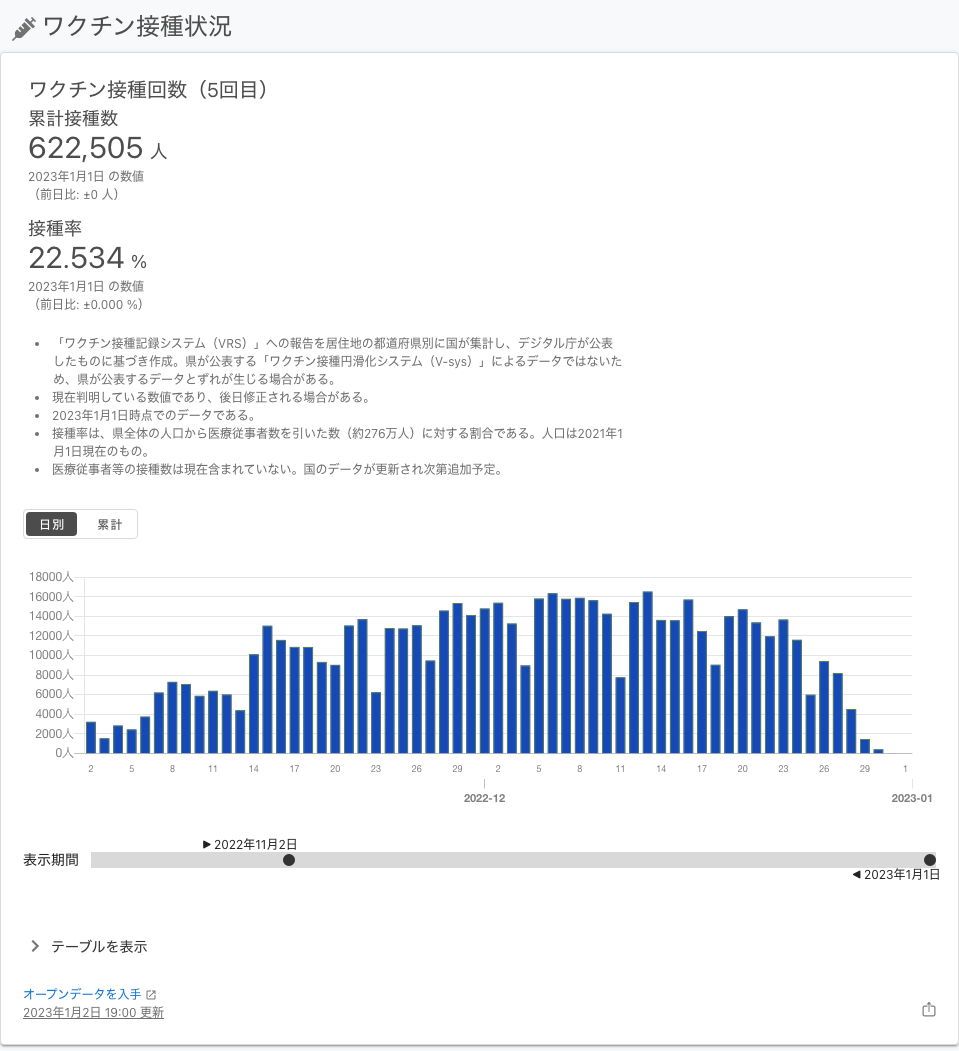 ワクチン接種状況
ワクチン接種回数（5回目）
累計接種数
622,505 人
2023年1月1日 の数値
（前日比: ±0 人）
接種率
22.534 %
2023年1月1日 の数値
（前日比: ±0.000 %）
• 「ワクチン接種記録システム（VRS）」への報告を居住地の都道府県別に国が集計し、デジタル庁が公表
したものに基づき作成。県が公表する「ワクチン接種円滑化システム（V-sys）」によるデータではないた
め、県が公表するデータとずれが生じる場合がある。
• 現在判明している数値であり、後日修正される場合がある。
• 2023年1月1日時点でのデータである。
• 接種率は、県全体の人口から医療従事者数を引いた数（約276万人）に対する割合である。人口は2021年1
月1日現在のもの。
• 医療従事者等の接種数は現在含まれていない。国のデータが更新され次第追加予定。
日別 累計
18000人
16000人
14000人
12000人
10000人
8000人
6000人
4000人
2000人
0人
2 5 8 11 14 17 20 23 26 29 2 5 8 11 14 17 20 23 26 29 1
2022-12 2023-01
▶ 2022年11月2日
表示期間
◀ 2023年1月1日
テーブルを表示
オープンデータを入手
2023年1月2日 19:00 更新